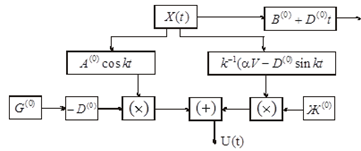 X(t)
B⁽⁰⁾ + D⁽⁰⁾t
A⁽⁰⁾ cos kt
k⁻¹(αV − D⁽⁰⁾ sin kt
G⁽⁰⁾
−D⁽⁰⁾
(×)
(+)
(×)
Ж⁽⁰⁾
U(t)